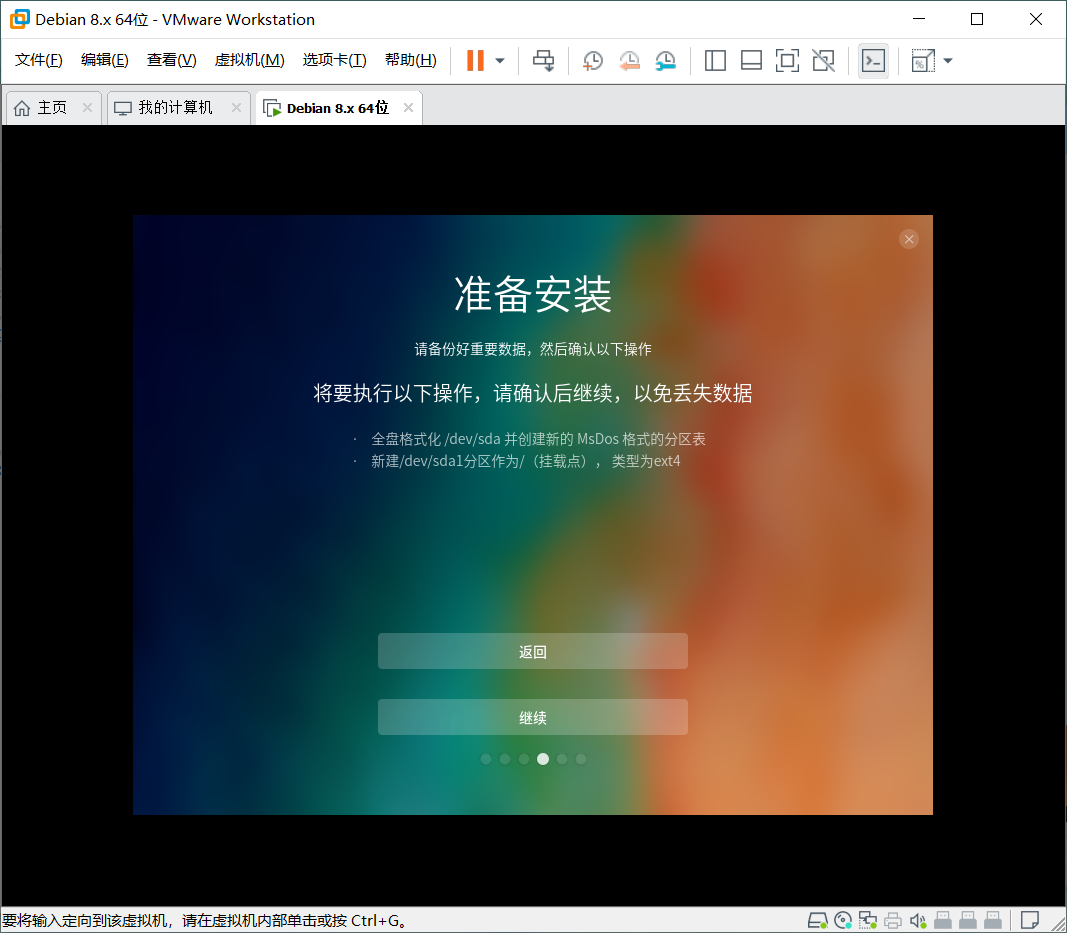 Debian 8.x 64位 - VMware Workstation
文件(F) 编辑(E) 查看(V) 虚拟机(M) 选项卡(T) 帮助(H)
主页 我的计算机 Debian 8.x 64位
准备安装
请备份好重要数据，然后确认以下操作
将要执行以下操作，请确认后继续，以免丢失数据
· 全盘格式化 /dev/sda 并创建新的 MsDos 格式的分区表
· 新建/dev/sda1分区作为/（挂载点）， 类型为ext4
返回
继续
要将输入定向到该虚拟机，请在虚拟机内部单击或按 Ctrl+G。